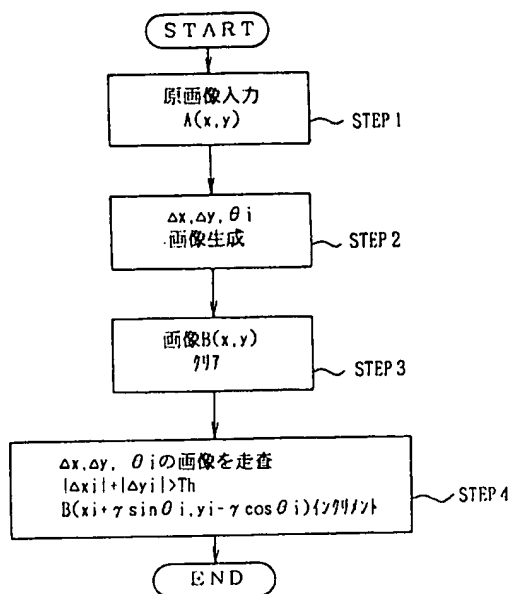 START
原画像入力
A(x,y)
STEP 1
Δx,Δy,θi
画像生成
STEP 2
画像B(x,y)
クリア
STEP 3
Δx,Δy, θiの画像を走査
|Δxi|+|Δyi|>Th
B(xi+γsinθi,yi-γcosθi)インクリメント
STEP 4
END